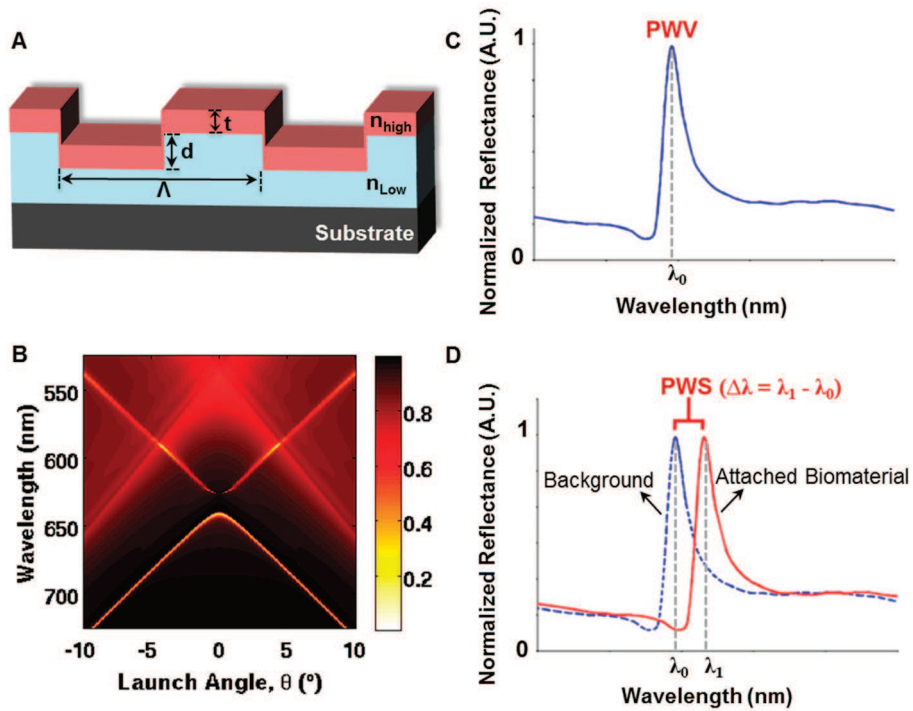 A
t
n_high
d
Λ
n_Low
Substrate
B
Wavelength (nm)
550
600
650
700
-10
-5
0
5
10
Launch Angle, θ (°)
0.8
0.6
0.4
0.2
C
PWV
Normalized Reflectance (A.U.)
1
0
λ₀
Wavelength (nm)
D
PWS (Δλ = λ₁ - λ₀)
Normalized Reflectance (A.U.)
1
0
Background
Attached Biomaterial
λ₀
λ₁
Wavelength (nm)